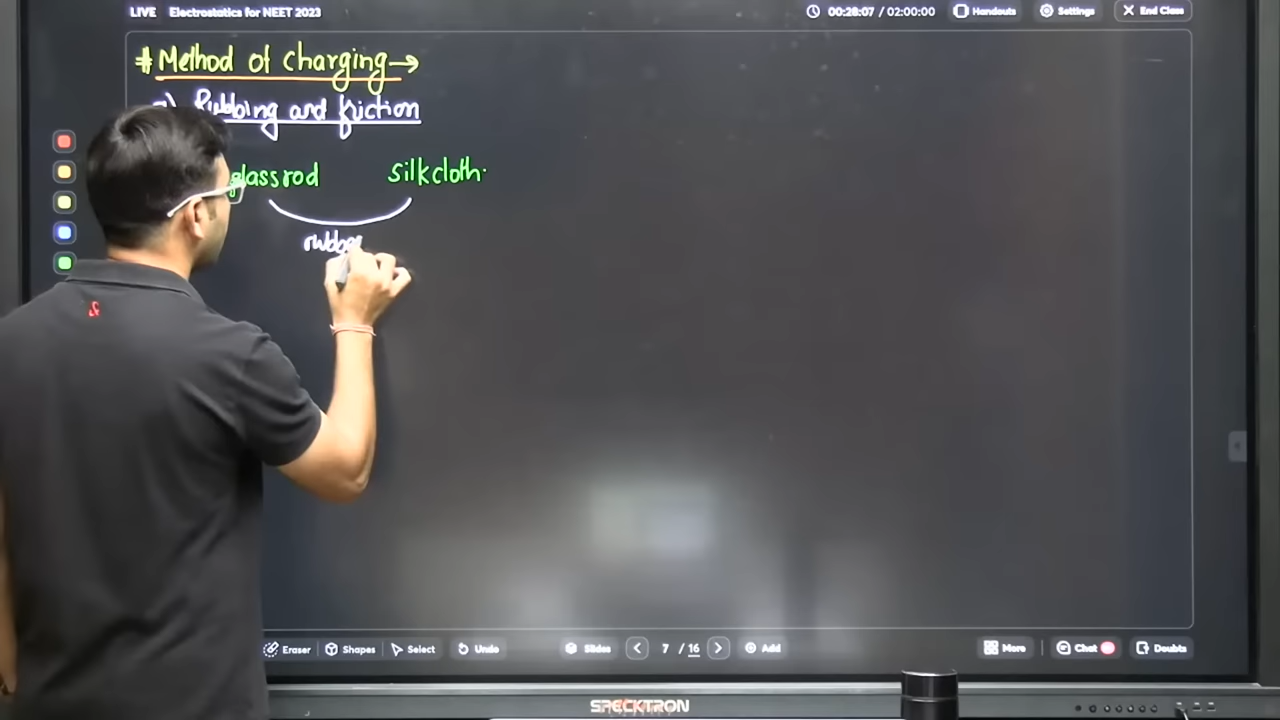 LIVE Electrostatics for NEET 2023 00:28:07 / 02:00:00 Handouts Settings End Class
# Method of Charging→
a) Rubbing and friction
glassrod silkcloth.
rubbe
Eraser Shapes Select Undo Slides 7 / 16 Add More Chat Doubts
SPECKTRON